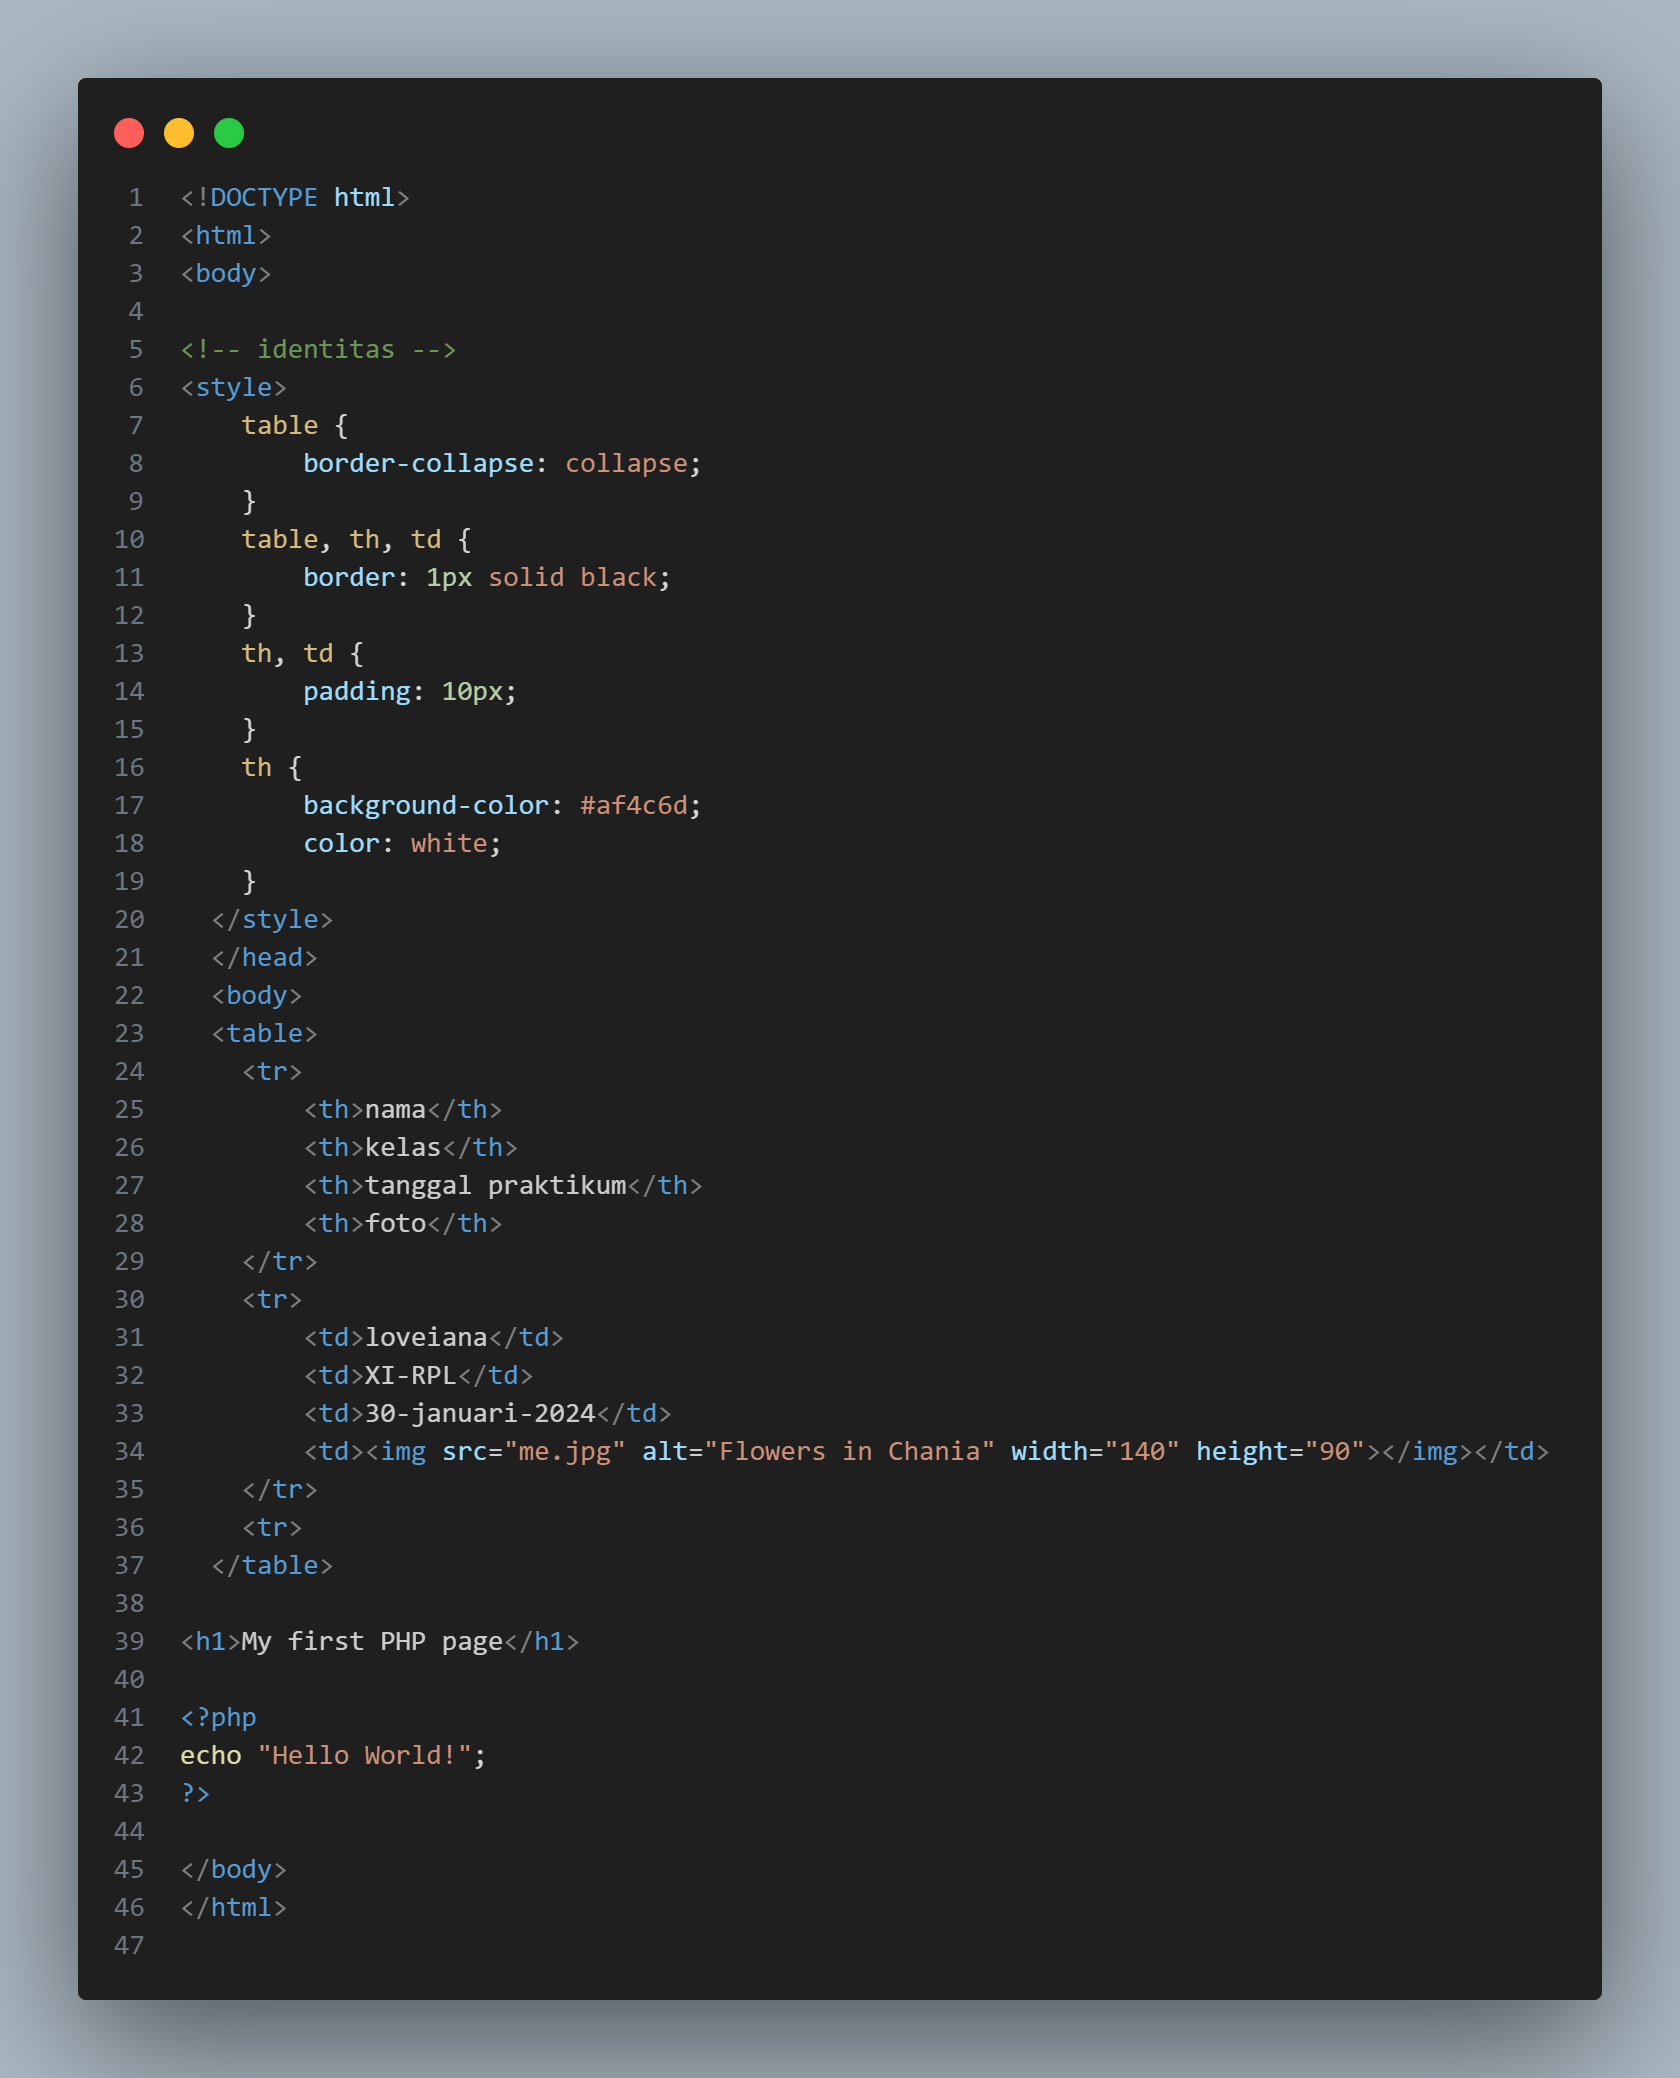 1 <!DOCTYPE html>
2 <html>
3 <body>
4
5 <!-- identitas -->
6 <style>
7     table {
8         border-collapse: collapse;
9     }
10     table, th, td {
11         border: 1px solid black;
12     }
13     th, td {
14         padding: 10px;
15     }
16     th {
17         background-color: #af4c6d;
18         color: white;
19     }
20   </style>
21   </head>
22   <body>
23   <table>
24     <tr>
25         <th>nama</th>
26         <th>kelas</th>
27         <th>tanggal praktikum</th>
28         <th>foto</th>
29     </tr>
30     <tr>
31         <td>loveiana</td>
32         <td>XI-RPL</td>
33         <td>30-januari-2024</td>
34         <td><img src="me.jpg" alt="Flowers in Chania" width="140" height="90"></img></td>
35     </tr>
36     <tr>
37   </table>
38
39 <h1>My first PHP page</h1>
40
41 <?php
42 echo "Hello World!";
43 ?>
44
45 </body>
46 </html>
47